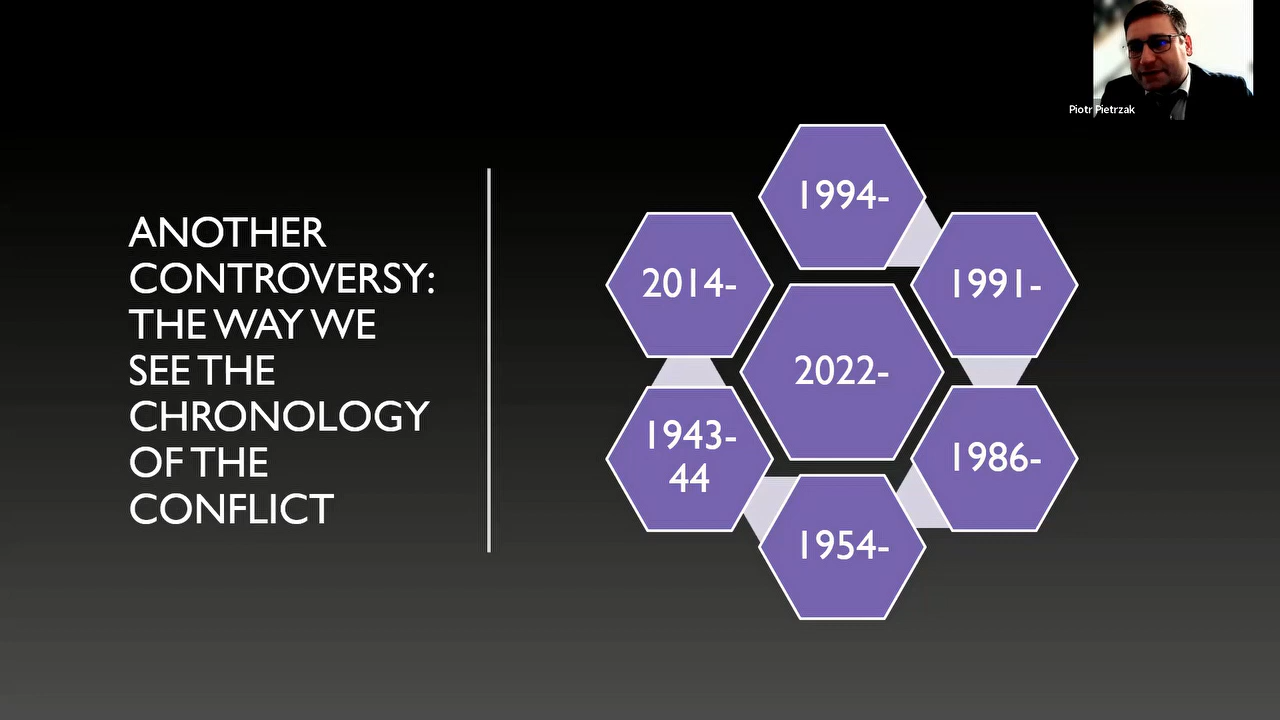 Piotr Pietrzak
ANOTHER
CONTROVERSY:
THE WAY WE
SEE THE
CHRONOLOGY
OF THE
CONFLICT
1994-
1991-
2014-
2022-
1986-
1943-
44
1954-